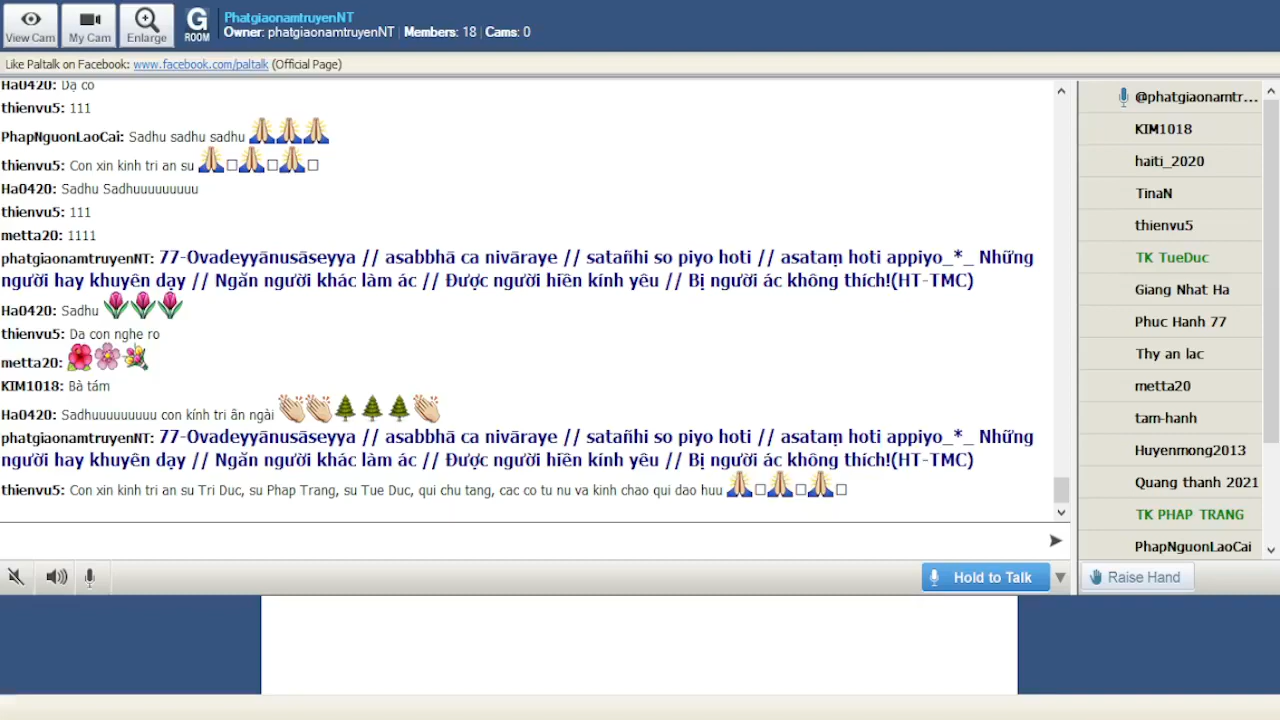 View Cam
My Cam
Enlarge
G
ROOM
PhatgiaonamtruyenNT
Owner: phatgiaonamtruyenNT | Members: 18 | Cams: 0
Like Paltalk on Facebook: www.facebook.com/paltalk (Official Page)
Ha0420: Dạ co
thienvu5: 111
PhapNguonLaoCai: Sadhu sadhu sadhu
thienvu5: Con xin kinh tri an su
Ha0420: Sadhu Sadhuuuuuuuuu
thienvu5: 111
metta20: 1111
phatgiaonamtruyenNT: 77-Ovadeyyānusāseyya // asabbhā ca nivāraye // satañhi so piyo hoti // asataṃ hoti appiyo_*_ Những
người hay khuyên dạy // Ngăn người khác làm ác // Được người hiền kính yêu // Bị người ác không thích!(HT-TMC)
Ha0420: Sadhu
thienvu5: Da con nghe ro
metta20:
KIM1018: Bà tám
Ha0420: Sadhuuuuuuuuu con kính tri ân ngài
phatgiaonamtruyenNT: 77-Ovadeyyānusāseyya // asabbhā ca nivāraye // satañhi so piyo hoti // asataṃ hoti appiyo_*_ Những
người hay khuyên dạy // Ngăn người khác làm ác // Được người hiền kính yêu // Bị người ác không thích!(HT-TMC)
thienvu5: Con xin kinh tri an su Tri Duc, su Phap Trang, su Tue Duc, qui chu tang, cac co tu nu va kinh chao qui dao huu
@phatgiaonamtr...
KIM1018
haiti_2020
TinaN
thienvu5
TK TueDuc
Giang Nhat Ha
Phuc Hanh 77
Thy an lac
metta20
tam-hanh
Huyenmong2013
Quang thanh 2021
TK PHAP TRANG
PhapNguonLaoCai
Hold to Talk
Raise Hand